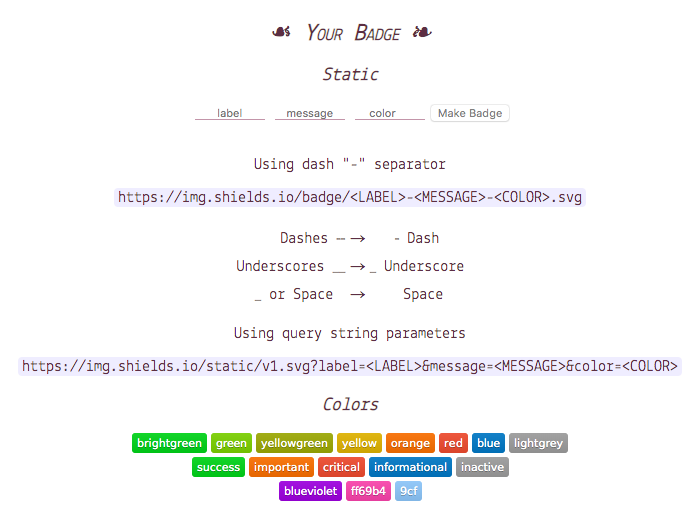 ☙ Your Badge ❧
Static
label message color Make Badge
Using dash "-" separator
https://img.shields.io/badge/<LABEL>-<MESSAGE>-<COLOR>.svg
Dashes -- → - Dash
Underscores __ → _ Underscore
_ or Space → Space
Using query string parameters
https://img.shields.io/static/v1.svg?label=<LABEL>&message=<MESSAGE>&color=<COLOR>
Colors
brightgreen green yellowgreen yellow orange red blue lightgrey
success important critical informational inactive
blueviolet ff69b4 9cf